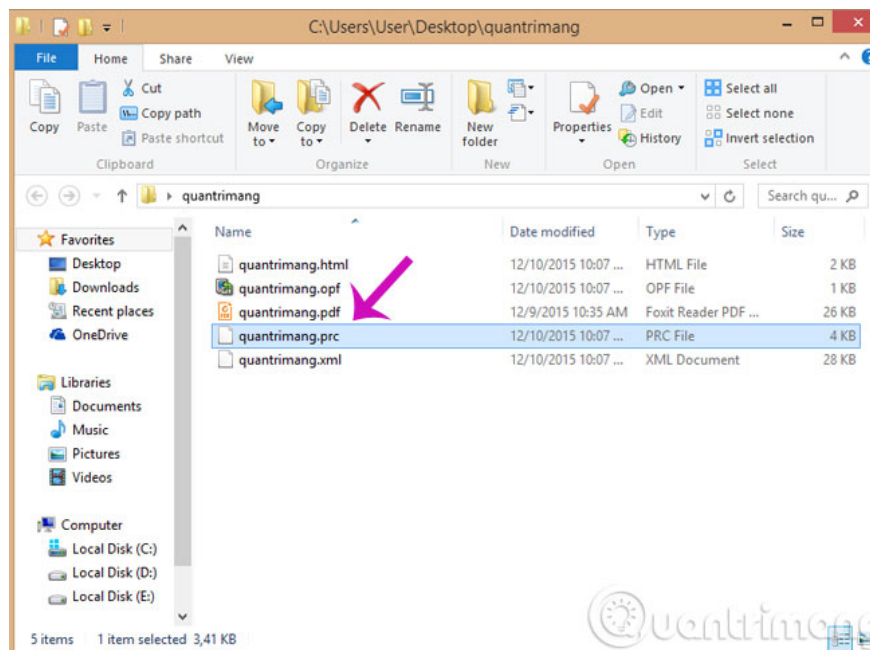 C:\Users\User\Desktop\quantrimang
File Home Share View
Copy
Paste
Cut
Copy path
Paste shortcut
Clipboard
Move to
Copy to
Delete
Rename
Organize
New folder
New
Properties
Open
Edit
History
Open
Select all
Select none
Invert selection
Select
quantrimang
Search qu...
Favorites
Desktop
Downloads
Recent places
OneDrive
Libraries
Documents
Music
Pictures
Videos
Computer
Local Disk (C:)
Local Disk (D:)
Local Disk (E:)
Name Date modified Type Size
quantrimang.html 12/10/2015 10:07 ... HTML File 2 KB
quantrimang.opf 12/10/2015 10:07 ... OPF File 1 KB
quantrimang.pdf 12/9/2015 10:35 AM Foxit Reader PDF ... 26 KB
quantrimang.prc 12/10/2015 10:07 ... PRC File 4 KB
quantrimang.xml 12/10/2015 10:07 ... XML Document 28 KB
5 items 1 item selected 3,41 KB
Quantrimang